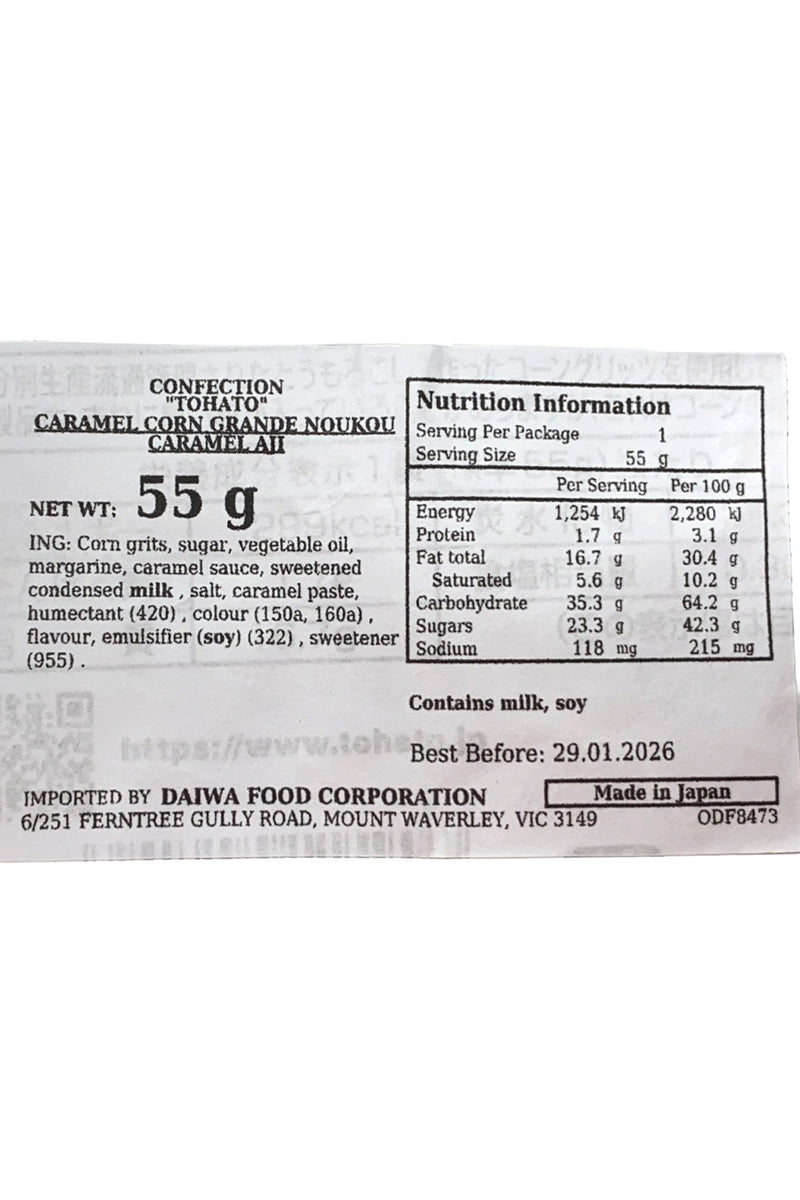 CONFECTION
"TOHATO"
CARAMEL CORN GRANDE NOUKOU
CARAMEL AJI
NET WT: 55 g
ING: Corn grits, sugar, vegetable oil,
margarine, caramel sauce, sweetened
condensed milk , salt, caramel paste,
humectant (420) , colour (150a, 160a) ,
flavour, emulsifier (soy) (322) , sweetener
(955) .
Nutrition Information
Serving Per Package 1
Serving Size 55 g
Per Serving Per 100 g
Energy 1,254 kJ 2,280 kJ
Protein 1.7 g 3.1 g
Fat total 16.7 g 30.4 g
Saturated 5.6 g 10.2 g
Carbohydrate 35.3 g 64.2 g
Sugars 23.3 g 42.3 g
Sodium 118 mg 215 mg
Contains milk, soy
https://www.tohato.jp
Best Before: 29.01.2026
IMPORTED BY DAIWA FOOD CORPORATION
Made in Japan
6/251 FERNTREE GULLY ROAD, MOUNT WAVERLEY, VIC 3149
ODF8473